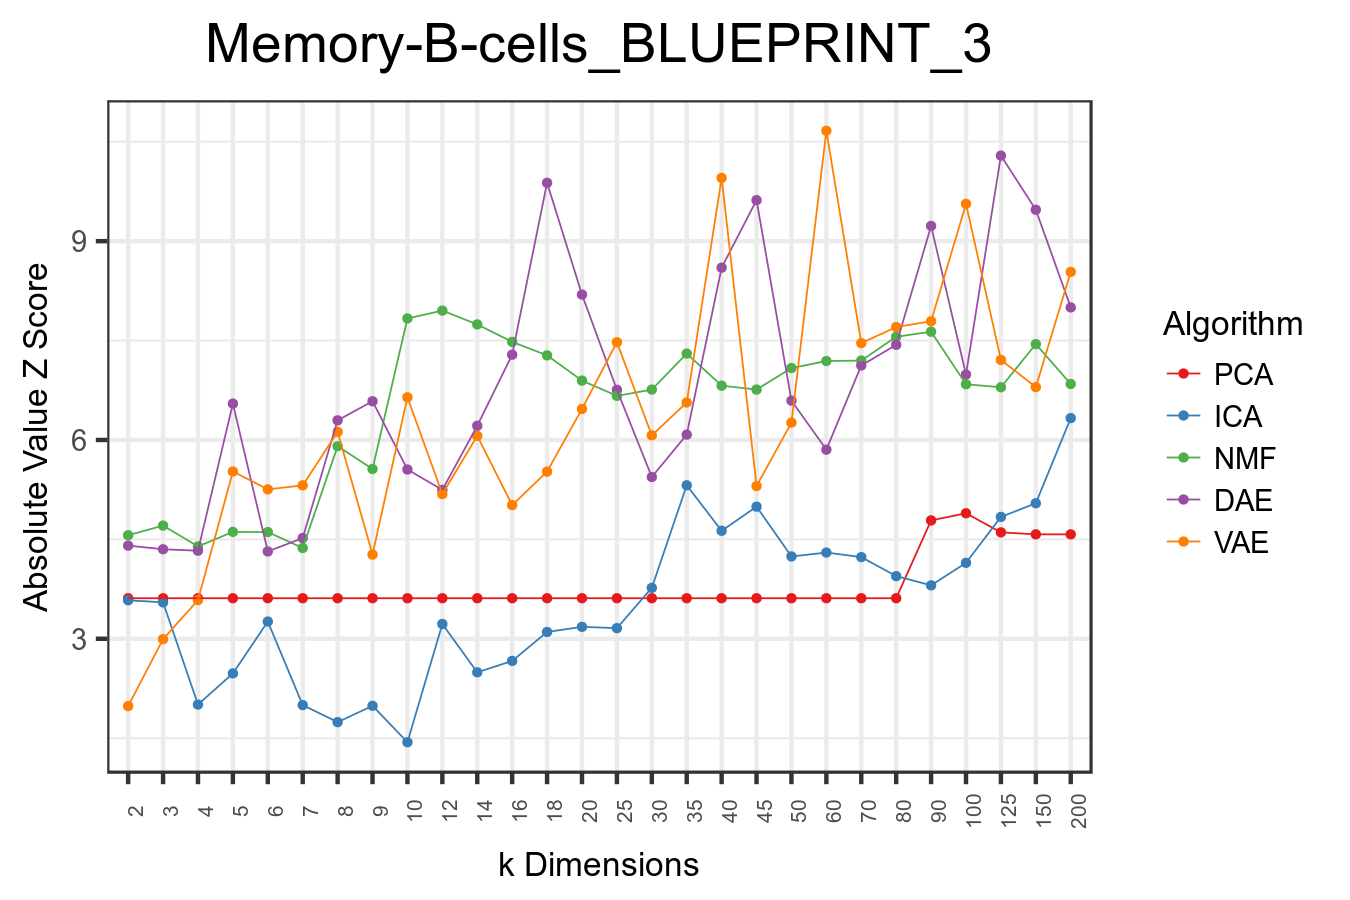 Memory-B-cells_BLUEPRINT_3
Absolute Value Z Score
9
6
3
2 3 4 5 6 7 8 9 10 12 14 16 18 20 25 30 35 40 45 50 60 70 80 90 100 125 150 200
k Dimensions
Algorithm
PCA
ICA
NMF
DAE
VAE